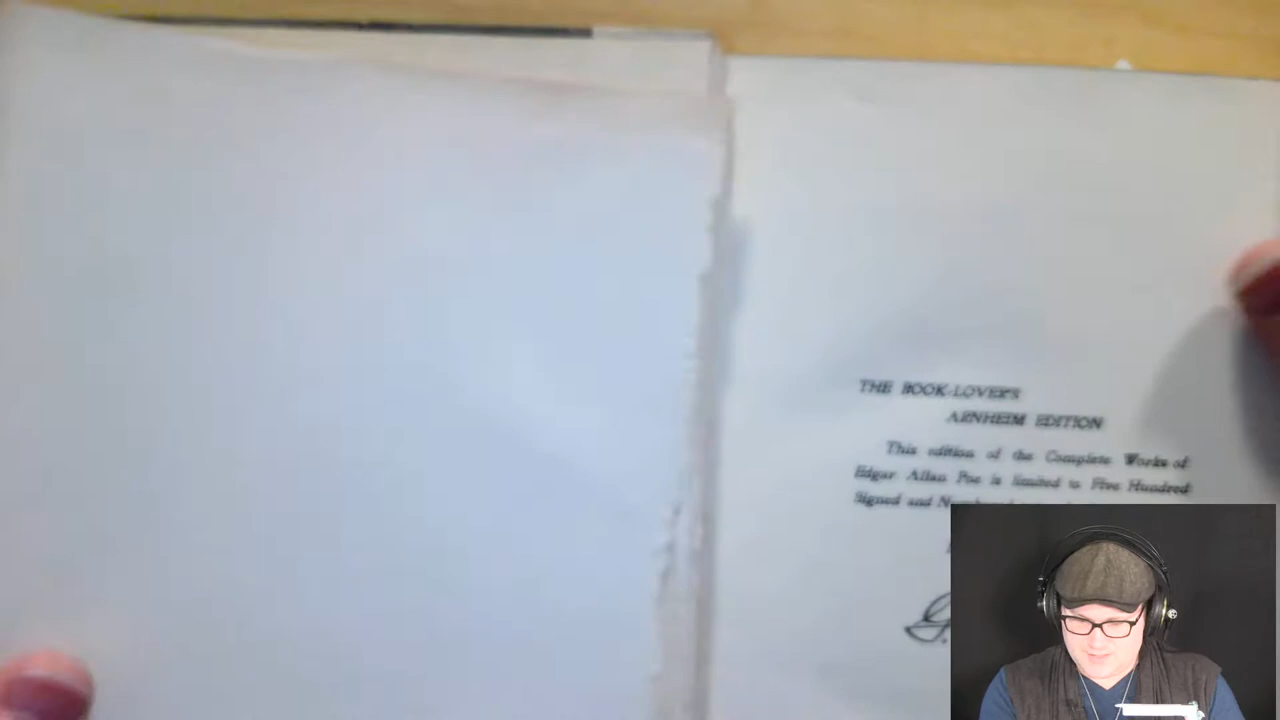 THE BOOK-LOVER'S
ARNHEIM EDITION
This edition of the Complete Works of
Edgar Allan Poe is limited to Five Hundred
Signed and